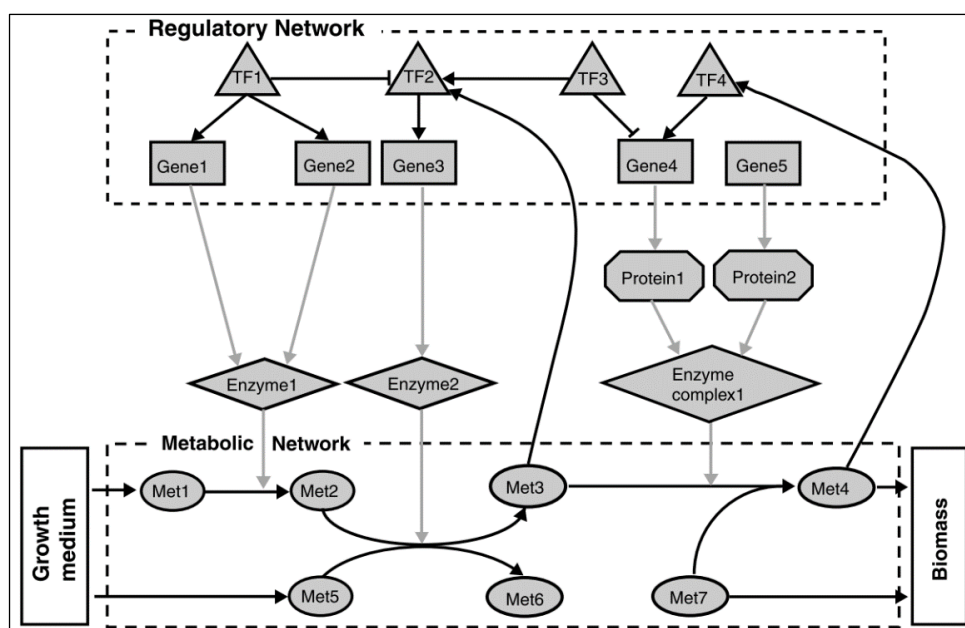 Regulatory Network
TF1
TF2
TF3
TF4
Gene1
Gene2
Gene3
Gene4
Gene5
Protein1
Protein2
Enzyme1
Enzyme2
Enzyme
complex1
Metabolic Network
Growth
medium
Met1
Met2
Met3
Met4
Biomass
Met5
Met6
Met7